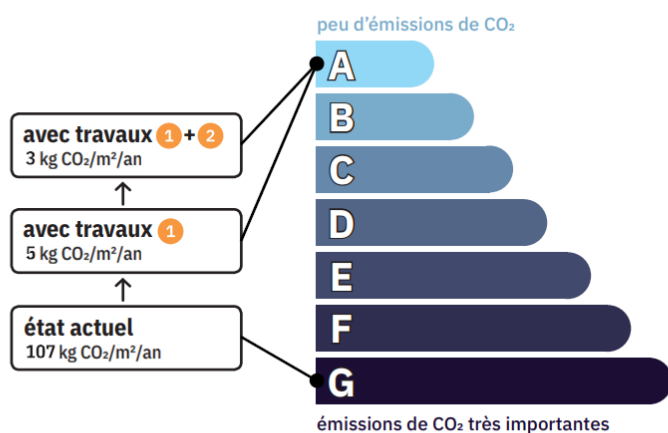 peu d'émissions de CO₂
A
avec travaux 1 + 2
3 kg CO₂/m²/an
B
C
avec travaux 1
5 kg CO₂/m²/an
D
E
état actuel
107 kg CO₂/m²/an
F
G
émissions de CO₂ très importantes